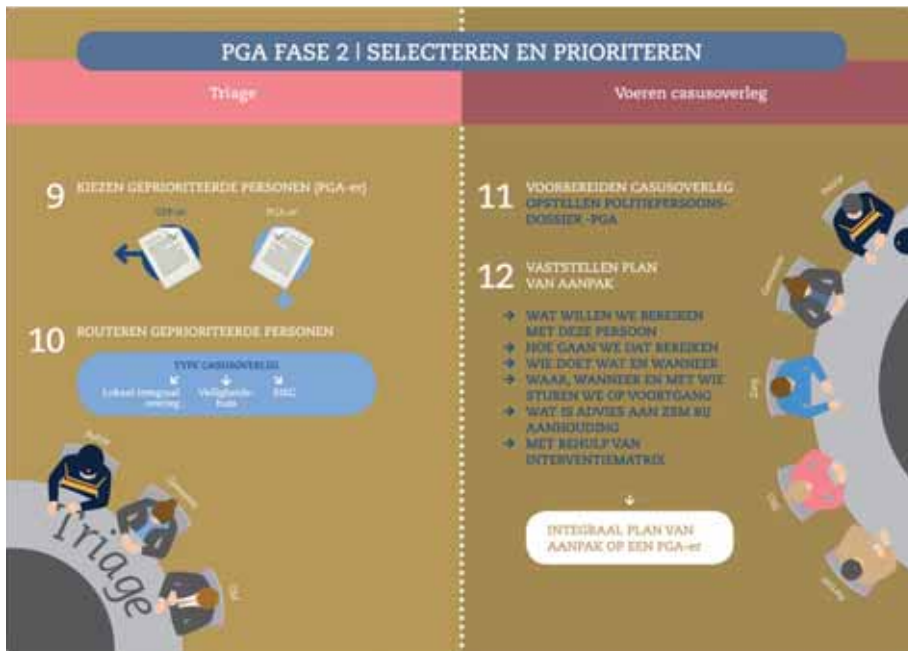 PGA FASE 2 | SELECTEREN EN PRIORITEREN
Triage
9 KIEZEN GEPRIORITEERDE PERSONEN (PGA-er)
PGA-er
10 ROUTEREN GEPRIORITEERDE PERSONEN
TYPE CASUSOVERLEG
Lokaal Integraal
overleg
Veiligheids-
huis
RIEC
Triage
Voeren casusoverleg
11 VOORBEREIDEN CASUSOVERLEG
OPSTELLEN POLITIEPERSOONS-
DOSSIER -PGA
12 VASTSTELLEN PLAN
VAN AANPAK
→ WAT WILLEN WE BEREIKEN
MET DEZE PERSOON
→ HOE GAAN WE DAT BEREIKEN
→ WIE DOET WAT EN WANNEER
→ WAAR, WANNEER EN MET WIE
STUREN WE OP VOORTGANG
→ WAT IS ADVIES AAN ZSM BIJ
AANHOUDING
→ MET BEHULP VAN
INTERVENTIEMATRIX
INTEGRAAL PLAN VAN
AANPAK OP EEN PGA-er